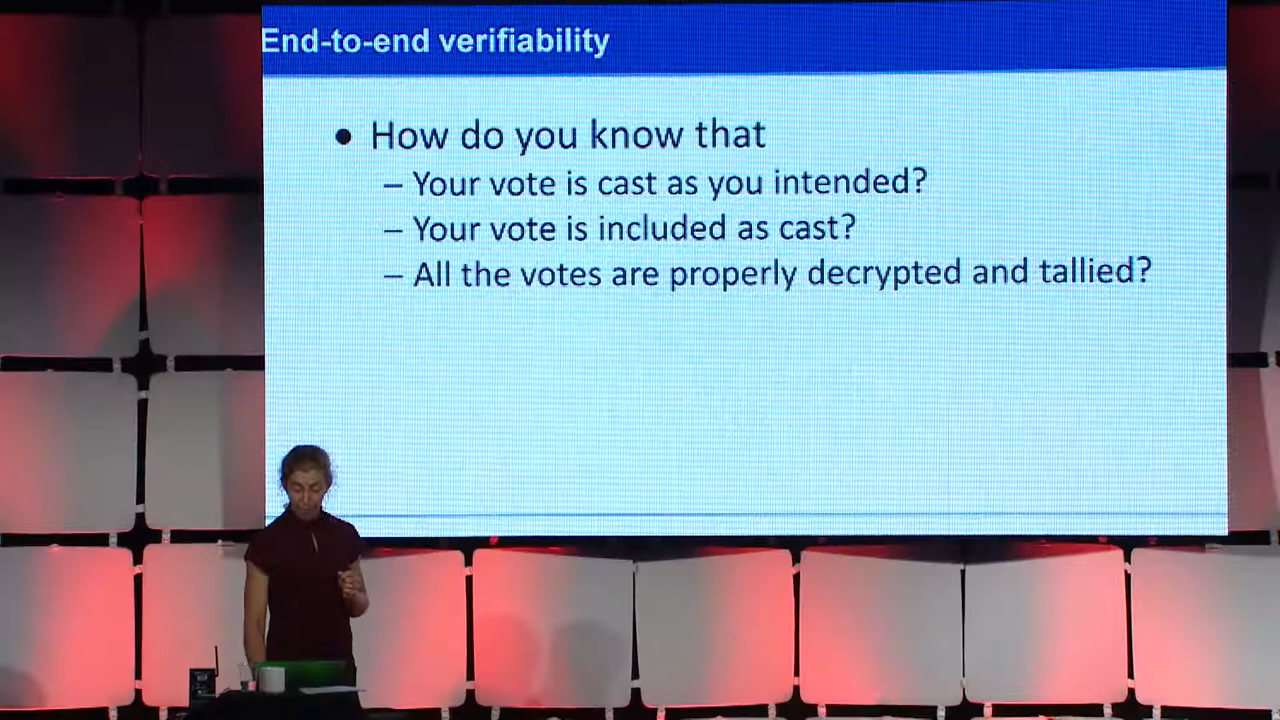 End-to-end verifiability
• How do you know that
– Your vote is cast as you intended?
– Your vote is included as cast?
– All the votes are properly decrypted and tallied?